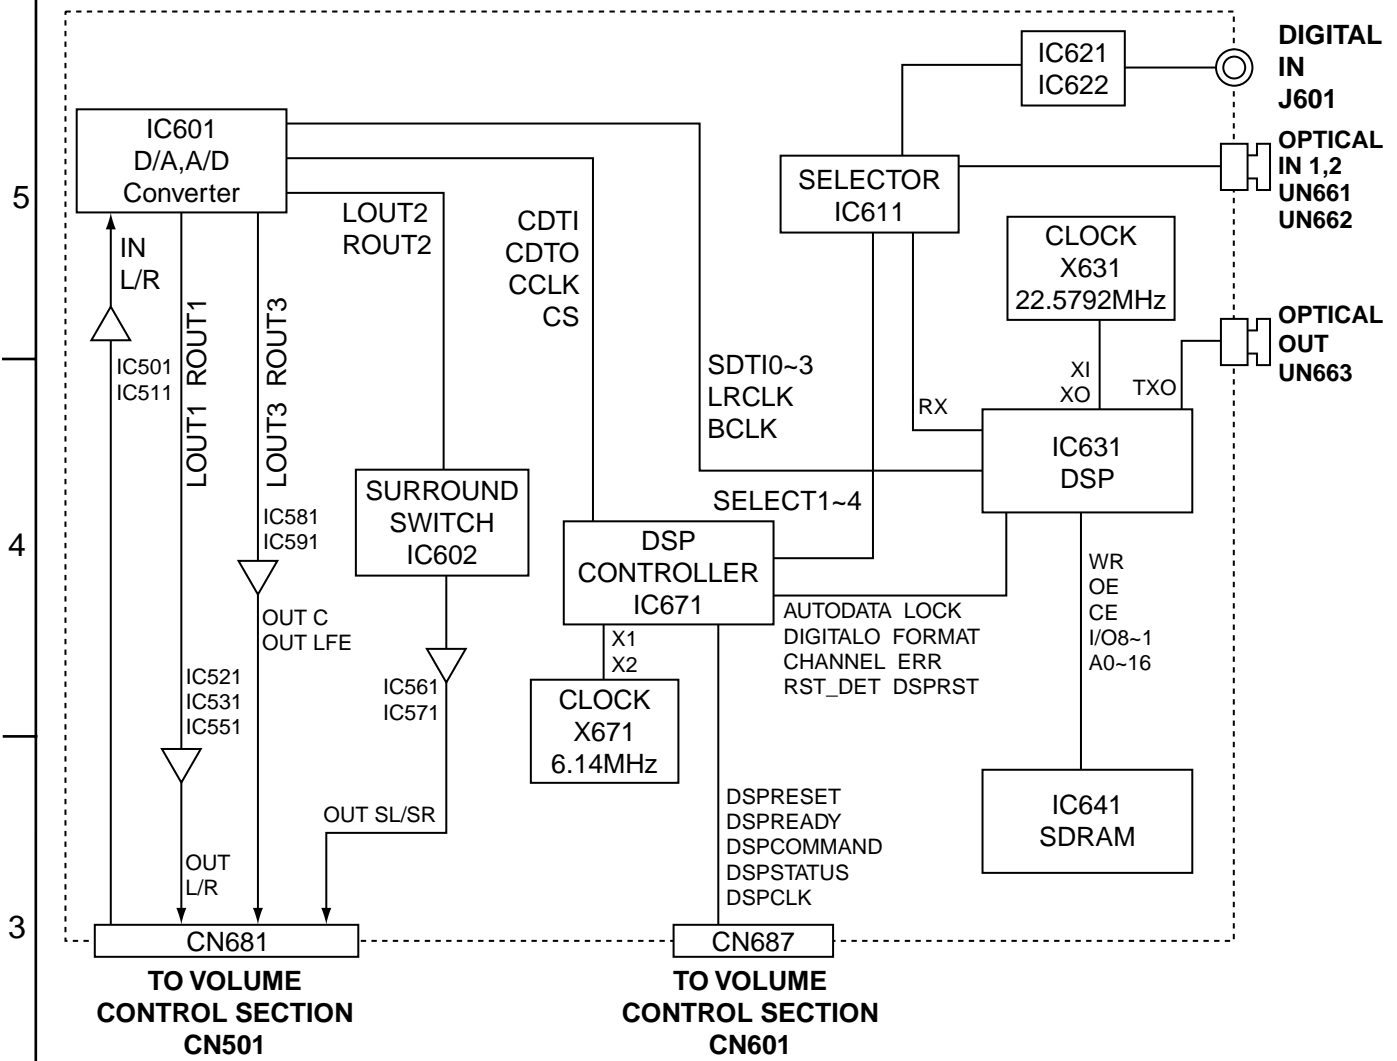 DIGITAL
IN
J601
IC621
IC622
OPTICAL
IN 1,2
UN661
UN662
IC601
D/A,A/D
Converter
SELECTOR
IC611
5
LOUT2
ROUT2
CDTI
CDTO
CCLK
CS
CLOCK
X631
22.5792MHz
IN
L/R
OPTICAL
OUT
UN663
LOUT1 ROUT1
LOUT3 ROUT3
IC501
IC511
SDTI0~3
LRCLK
BCLK
XI
XO
TXO
RX
IC631
DSP
SURROUND
SWITCH
IC602
SELECT1~4
IC581
IC591
4
DSP
CONTROLLER
IC671
WR
OE
CE
I/O8~1
A0~16
OUT C
OUT LFE
AUTODATA LOCK
DIGITALO FORMAT
CHANNEL ERR
RST_DET DSPRST
X1
X2
IC521
IC531
IC551
IC561
IC571
CLOCK
X671
6.14MHz
IC641
SDRAM
OUT SL/SR
DSPRESET
DSPREADY
DSPCOMMAND
DSPSTATUS
DSPCLK
OUT
L/R
3
CN681
CN687
TO VOLUME
CONTROL SECTION
CN501
TO VOLUME
CONTROL SECTION
CN601